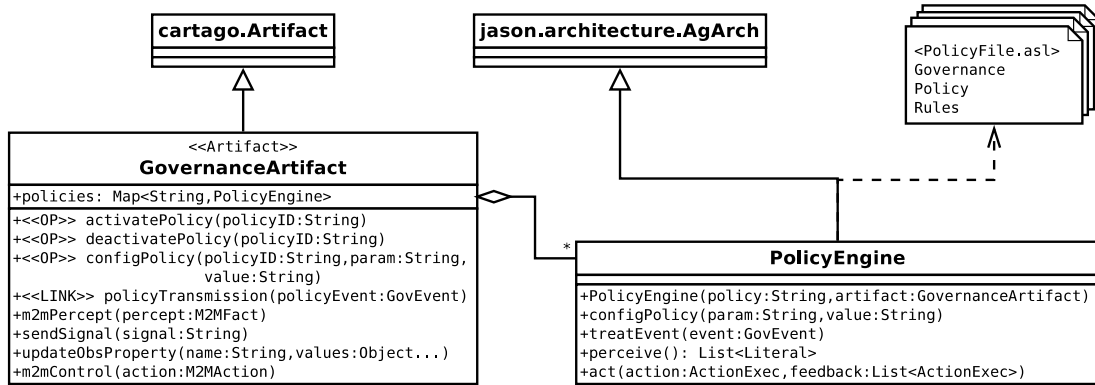 cartago.Artifact
jason.architecture.AgArch
<PolicyFile.asl>
Governance
Policy
Rules
<<Artifact>>
GovernanceArtifact
+policies: Map<String,PolicyEngine>
+<<OP>> activatePolicy(policyID:String)
+<<OP>> deactivatePolicy(policyID:String)
+<<OP>> configPolicy(policyID:String,param:String,
value:String)
+<<LINK>> policyTransmission(policyEvent:GovEvent)
+m2mPercept(percept:M2MFact)
+sendSignal(signal:String)
+updateObsProperty(name:String,values:Object...)
+m2mControl(action:M2MAction)
*
PolicyEngine
+PolicyEngine(policy:String,artifact:GovernanceArtifact)
+configPolicy(param:String,value:String)
+treatEvent(event:GovEvent)
+perceive(): List<Literal>
+act(action:ActionExec,feedback:List<ActionExec>)